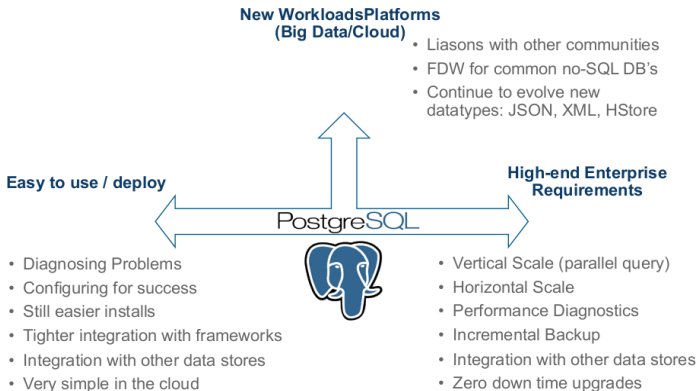 New WorkloadsPlatforms
(Big Data/Cloud)
• Liasons with other communities
• FDW for common no-SQL DB's
• Continue to evolve new
datatypes: JSON, XML, HStore
Easy to use / deploy
High-end Enterprise
Requirements
PostgreSQL
• Diagnosing Problems
• Configuring for success
• Still easier installs
• Tighter integration with frameworks
• Integration with other data stores
• Very simple in the cloud
• Vertical Scale (parallel query)
• Horizontal Scale
• Performance Diagnostics
• Incremental Backup
• Integration with other data stores
• Zero down time upgrades